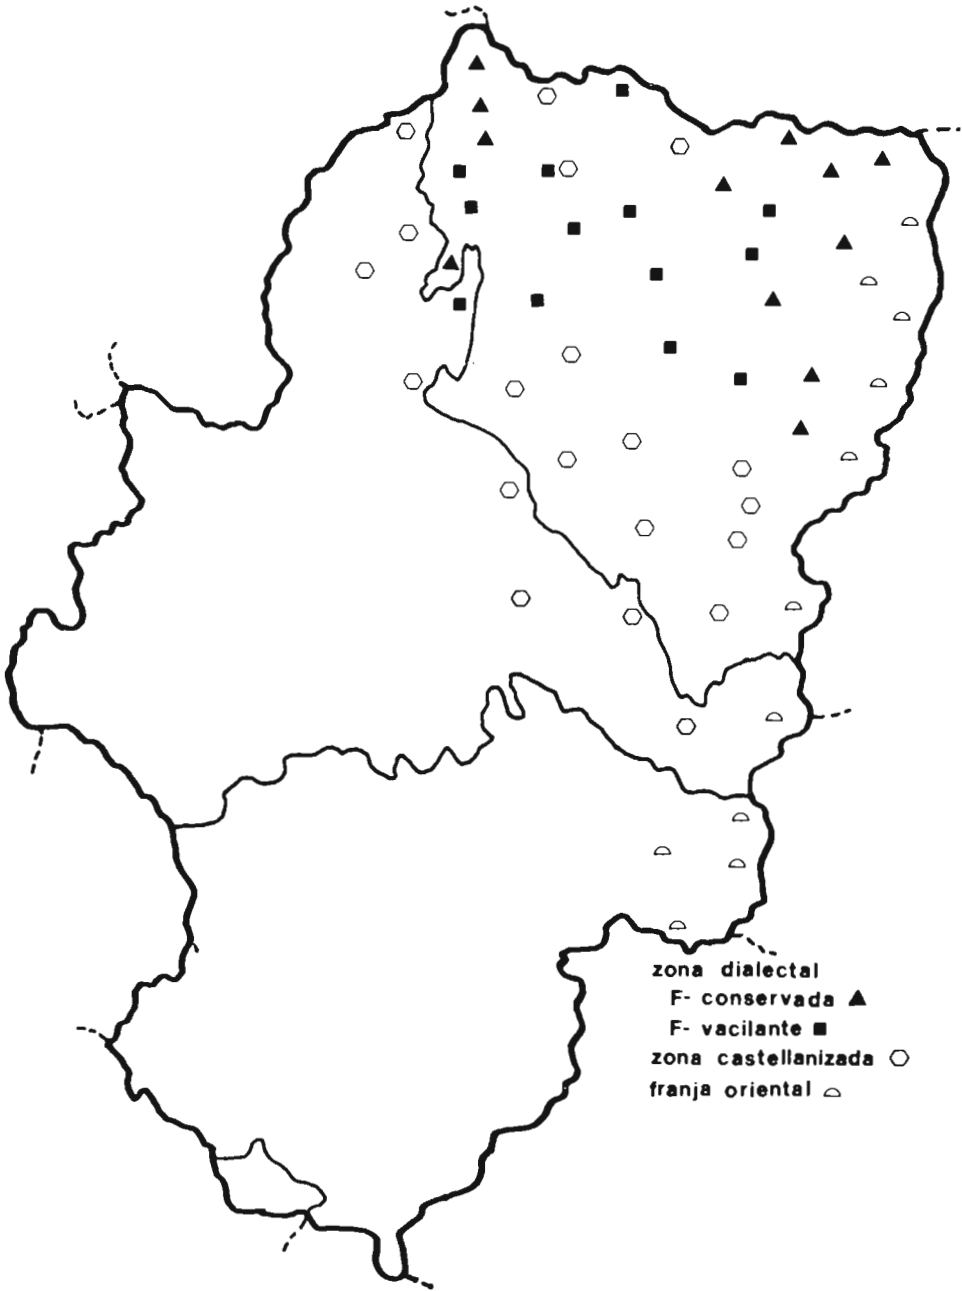 zona dialectal
F- conservada
F- vacilante
zona castellanizada
franja oriental